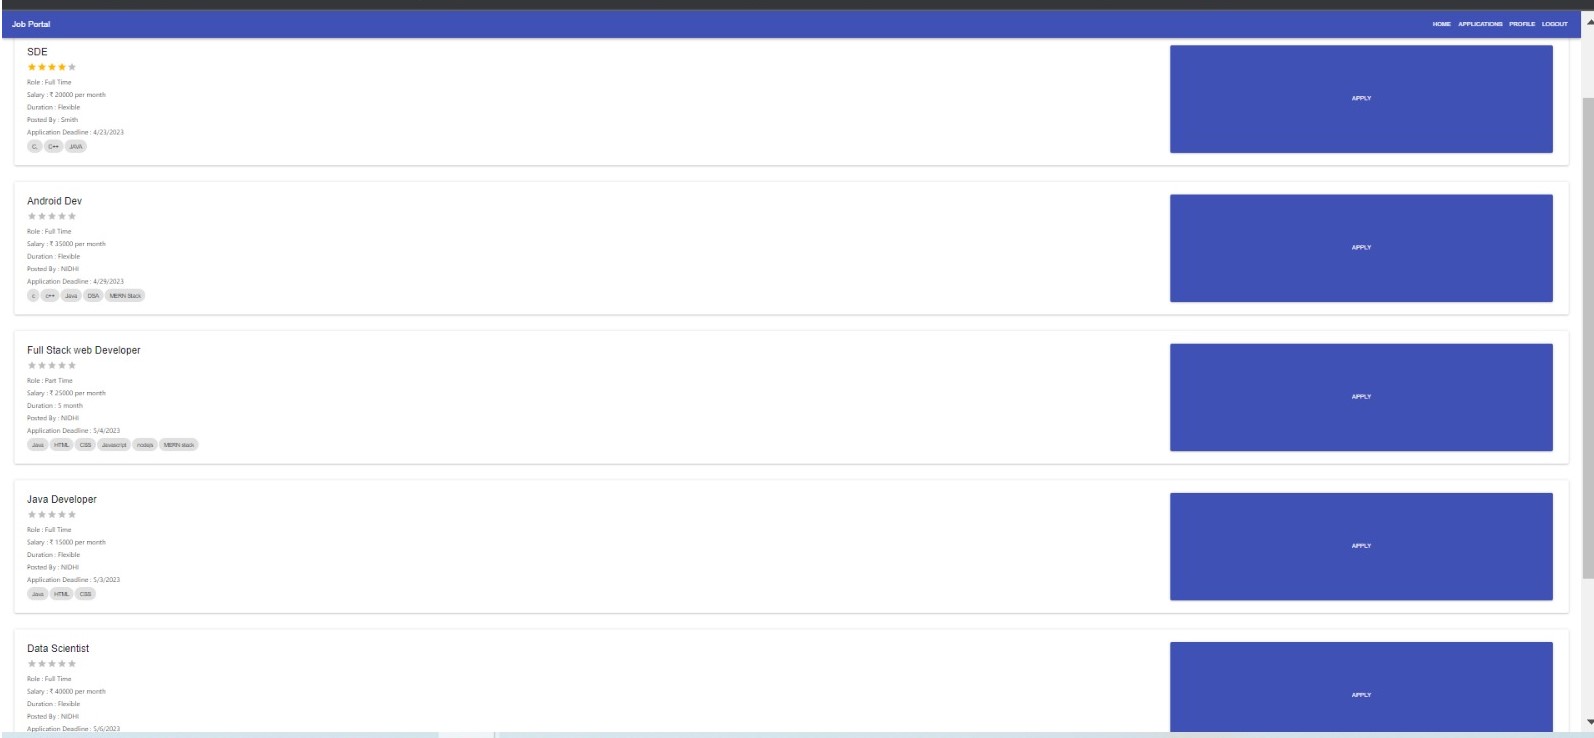 Job Portal
HOME APPLICATIONS PROFILE LOGOUT
SDE
Role : Full Time
Salary : ₹ 20000 per month
Duration : Flexible
Posted By : Smith
Application Deadline : 4/23/2023
C, C++ JAVA
APPLY
Android Dev
Role : Full Time
Salary : ₹ 35000 per month
Duration : Flexible
Posted By : NIDHI
Application Deadline : 4/29/2023
c c++ Java DSA MERN Stack
APPLY
Full Stack web Developer
Role : Part Time
Salary : ₹ 25000 per month
Duration : 5 month
Posted By : NIDHI
Application Deadline : 5/4/2023
Java HTML CSS Javascript nodejs MERN stack
APPLY
Java Developer
Role : Full Time
Salary : ₹ 15000 per month
Duration : Flexible
Posted By : NIDHI
Application Deadline : 5/3/2023
Java HTML CSS
APPLY
Data Scientist
Role : Full Time
Salary : ₹ 40000 per month
Duration : Flexible
Posted By : NIDHI
Application Deadline : 5/6/2023
APPLY